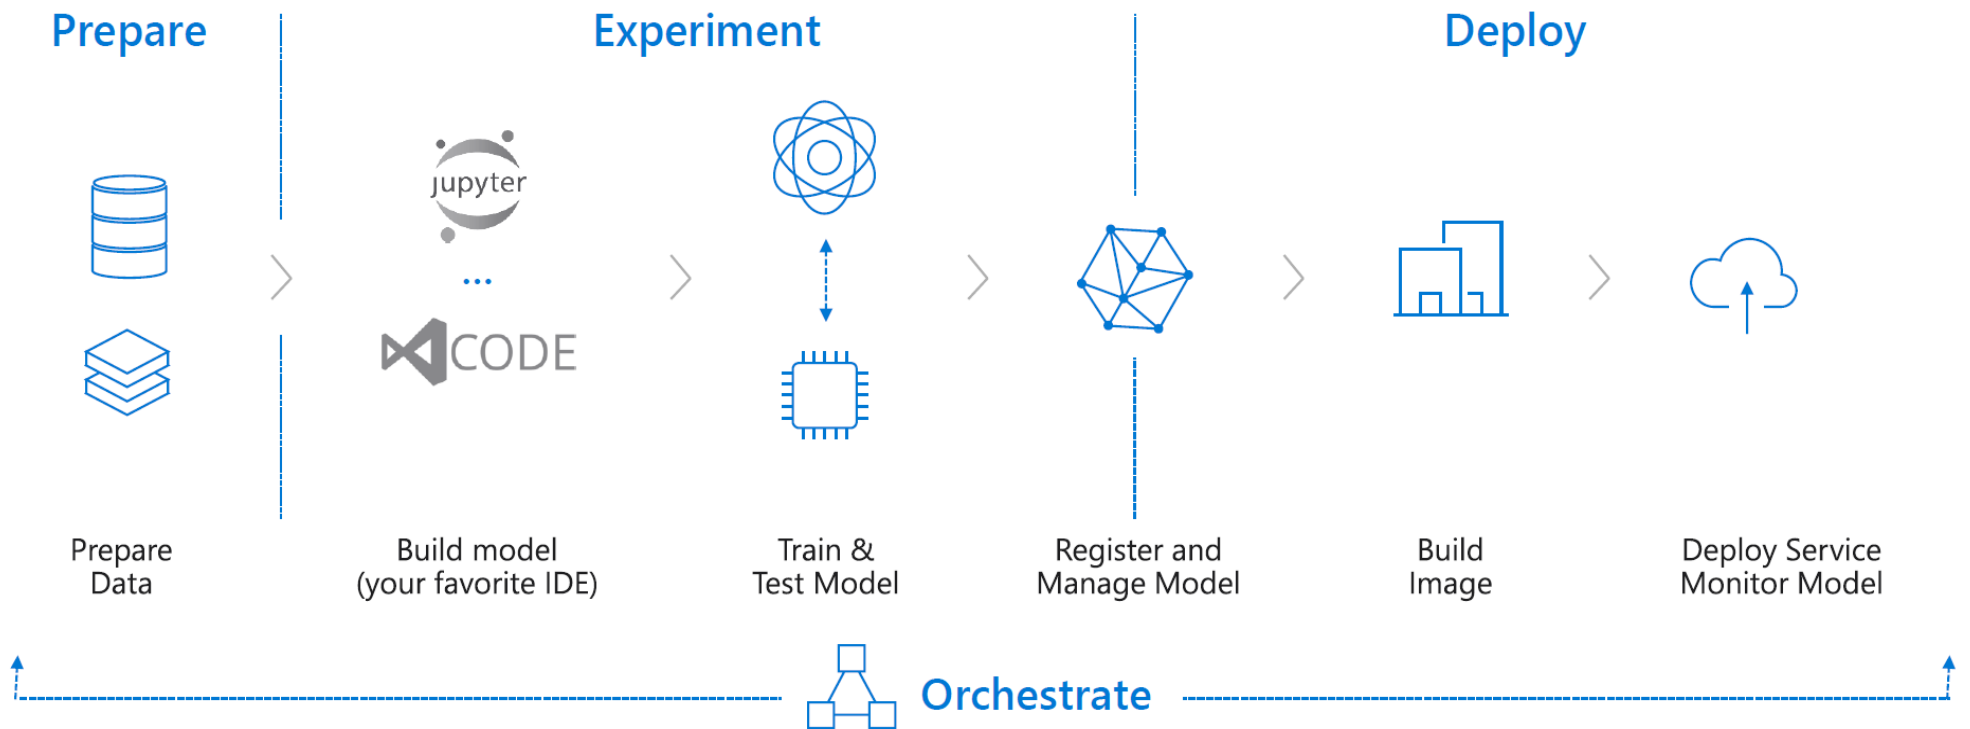 Prepare
Experiment
Deploy
jupyter
...
CODE
Prepare
Data
Build model
(your favorite IDE)
Train &
Test Model
Register and
Manage Model
Build
Image
Deploy Service
Monitor Model
Orchestrate